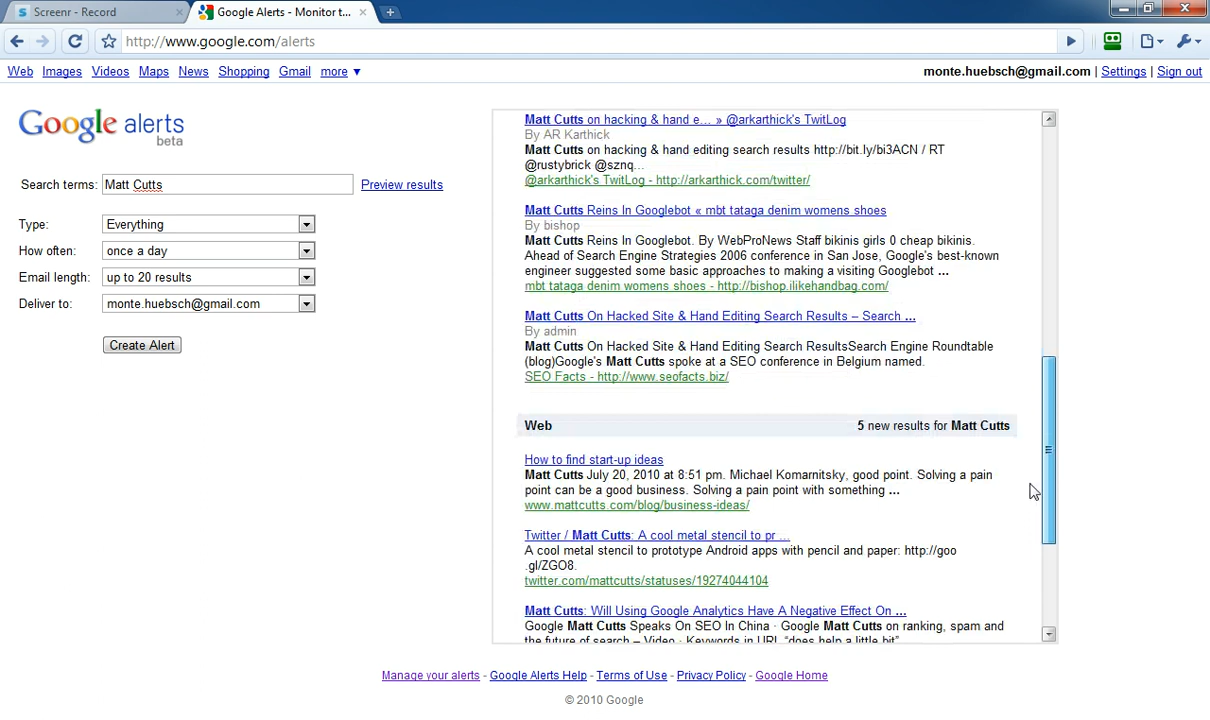 Screenr - Record
Google Alerts - Monitor t...
http://www.google.com/alerts
Web Images Videos Maps News Shopping Gmail more ▼
monte.huebsch@gmail.com | Settings | Sign out
Google alerts
beta
Search terms: Matt Cutts Preview results
Type: Everything
How often: once a day
Email length: up to 20 results
Deliver to: monte.huebsch@gmail.com
Create Alert
Matt Cutts on hacking & hand e... » @arkarthick's TwitLog
By AR Karthick
Matt Cutts on hacking & hand editing search results http://bit.ly/bi3ACN / RT
@rustybrick @sznq...
@arkarthick's TwitLog - http://arkarthick.com/twitter/
Matt Cutts Reins In Googlebot « mbt tataga denim womens shoes
By bishop
Matt Cutts Reins In Googlebot. By WebProNews Staff bikinis girls 0 cheap bikinis.
Ahead of Search Engine Strategies 2006 conference in San Jose, Google's best-known
engineer suggested some basic approaches to making a visiting Googlebot ...
mbt tataga denim womens shoes - http://bishop.ilikehandbag.com/
Matt Cutts On Hacked Site & Hand Editing Search Results – Search ...
By admin
Matt Cutts On Hacked Site & Hand Editing Search ResultsSearch Engine Roundtable
(blog)Google's Matt Cutts spoke at a SEO conference in Belgium named.
SEO Facts - http://www.seofacts.biz/
Web 5 new results for Matt Cutts
How to find start-up ideas
Matt Cutts July 20, 2010 at 8:51 pm. Michael Komarnitsky, good point. Solving a pain
point can be a good business. Solving a pain point with something ...
www.mattcutts.com/blog/business-ideas/
Twitter / Matt Cutts: A cool metal stencil to pr ...
A cool metal stencil to prototype Android apps with pencil and paper: http://goo
.gl/ZGO8.
twitter.com/mattcutts/statuses/19274044104
Matt Cutts: Will Using Google Analytics Have A Negative Effect On ...
Google Matt Cutts Speaks On SEO In China · Google Matt Cutts on ranking, spam and
the future of search – Video · Keywords in URL "does help a little bit"
Manage your alerts - Google Alerts Help - Terms of Use - Privacy Policy - Google Home
© 2010 Google